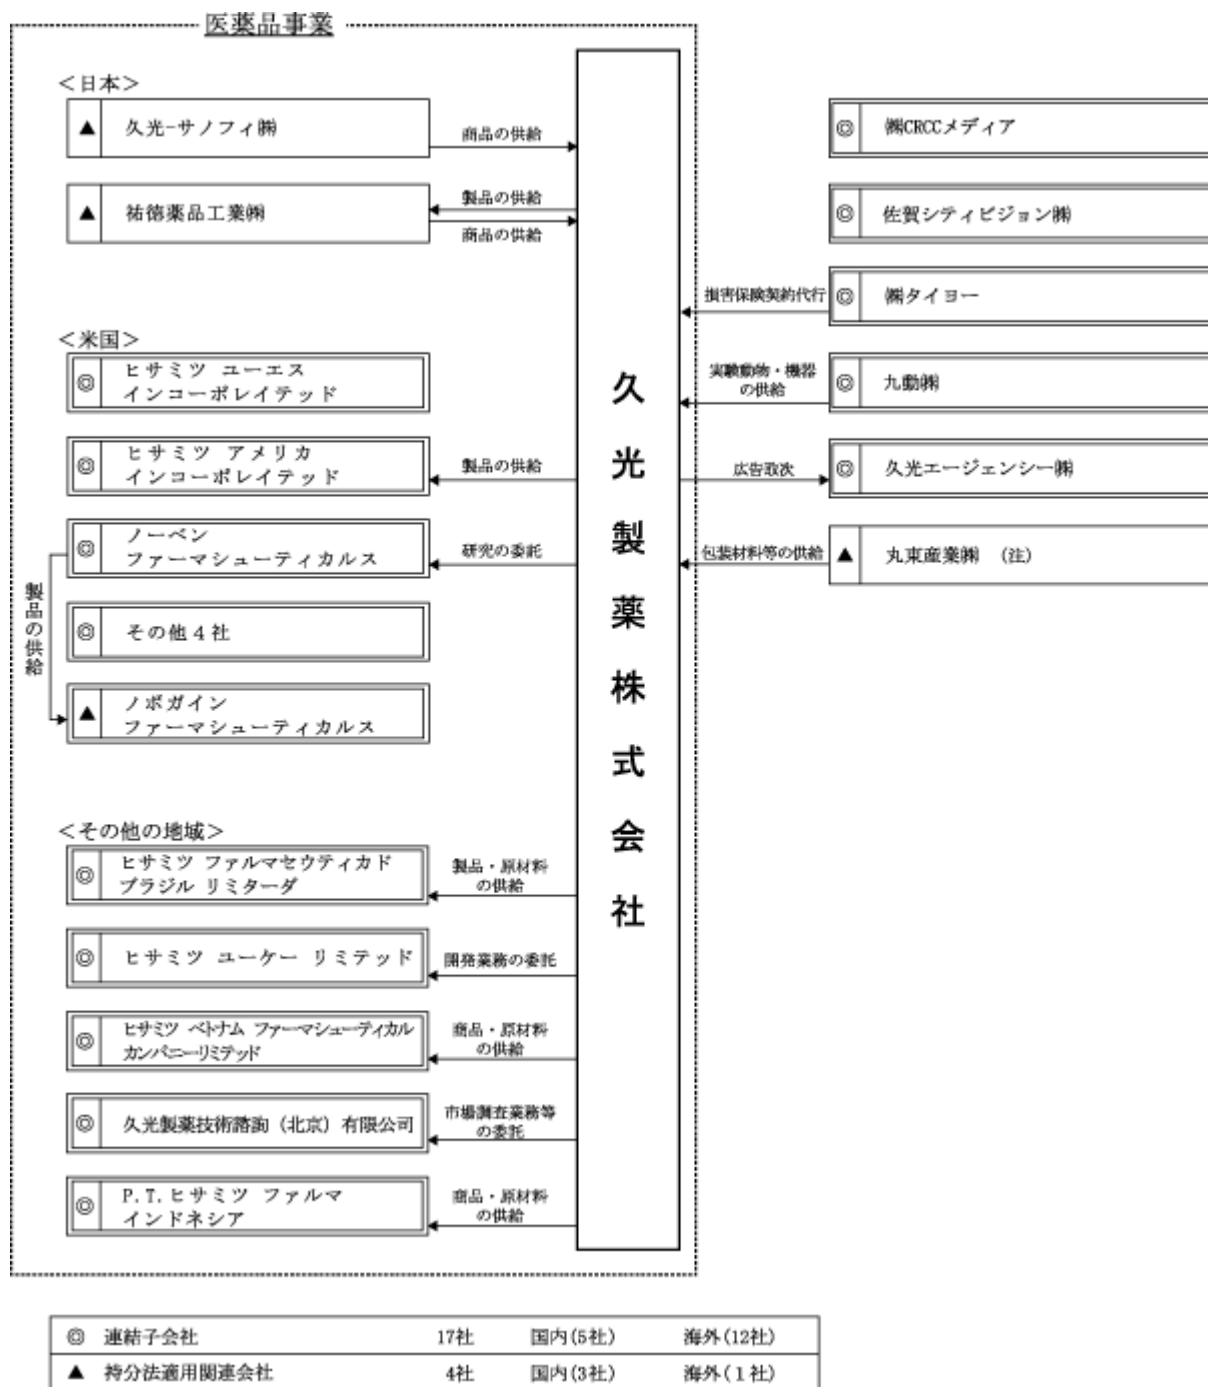 医薬品事業
＜日本＞
▲ 久光-サノフィ㈱
商品の供給
▲ 祐徳薬品工業㈱
製品の供給
商品の供給
＜米国＞
◎ ヒサミツ ユーエス
インコーポレイテッド
◎ ヒサミツ アメリカ
インコーポレイテッド
製品の供給
◎ ノーベン
ファーマシューティカルス
研究の委託
製品の供給
◎ その他４社
▲ ノボガイン
ファーマシューティカルス
＜その他の地域＞
◎ ヒサミツ ファルマセウティカド
ブラジル リミターダ
製品・原材料
の供給
◎ ヒサミツ ユーケー リミテッド
開発業務の委託
◎ ヒサミツ ベトナム ファーマシューティカル
カンパニーリミテッド
商品・原材料
の供給
◎ 久光製薬技術諮詢（北京）有限公司
市場調査業務等
の委託
◎ P.T.ヒサミツ ファルマ
インドネシア
商品・原材料
の供給
久光製薬株式会社
◎ ㈱CRCCメディア
◎ 佐賀シティビジョン㈱
損害保険契約代行
◎ ㈱タイヨー
実験動物・機器
の供給
◎ 九動㈱
広告取次
◎ 久光エージェンシー㈱
包装材料等の供給
▲ 丸東産業㈱ （注）
◎ 連結子会社 17社 国内(5社) 海外(12社)
▲ 持分法適用関連会社 4社 国内(3社) 海外(１社)